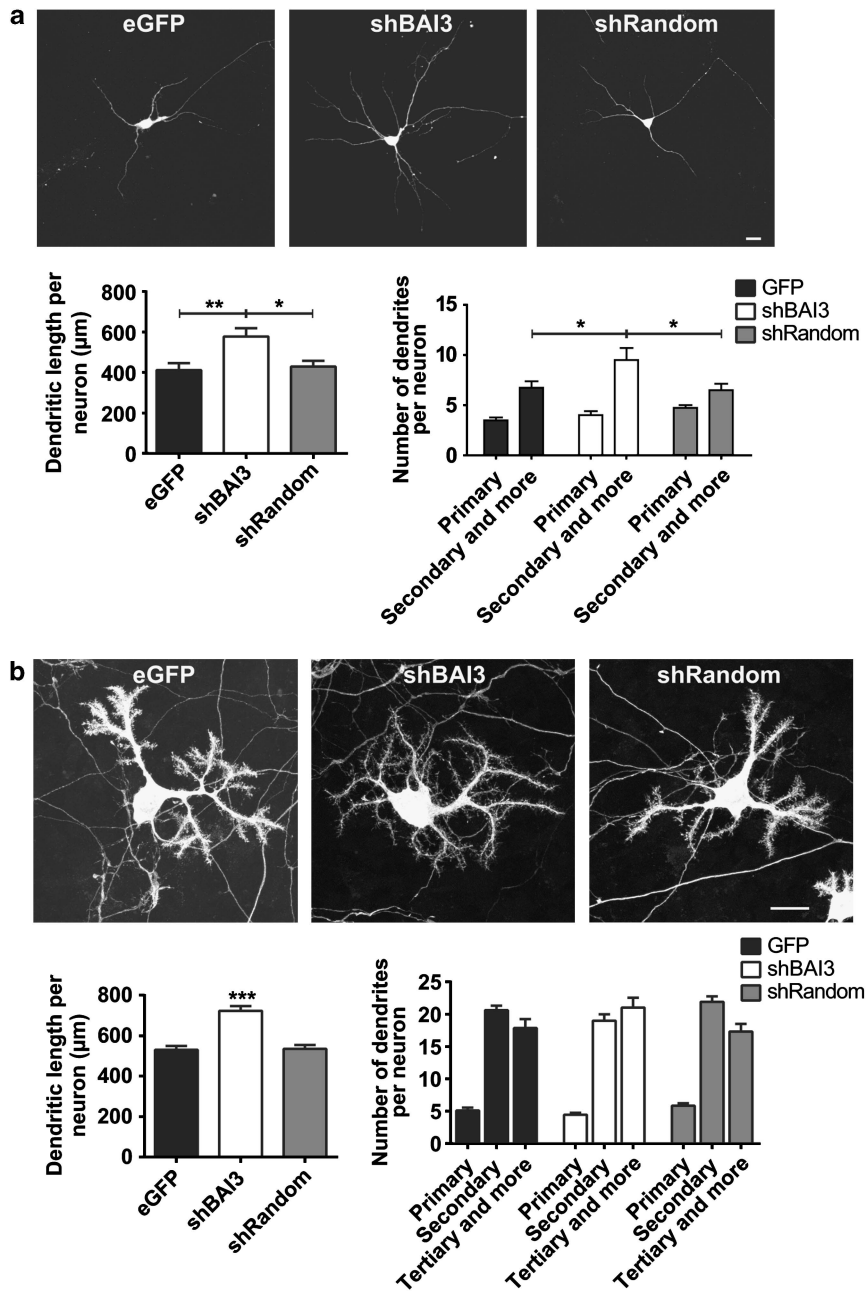 a
eGFP
shBAI3
shRandom
Dendritic length per
neuron (μm)
800
600
400
200
0
**
*
eGFP
shBAI3
shRandom
Number of dendrites
per neuron
15
10
5
0
*
*
GFP
shBAI3
shRandom
Primary
Secondary and more
Primary
Secondary and more
Primary
Secondary and more
b
eGFP
shBAI3
shRandom
Dendritic length per
neuron (μm)
800
600
400
200
0
***
eGFP
shBAI3
shRandom
Number of dendrites
per neuron
25
20
15
10
5
0
GFP
shBAI3
shRandom
Primary
Secondary
Tertiary and more
Primary
Secondary
Tertiary and more
Primary
Secondary
Tertiary and more